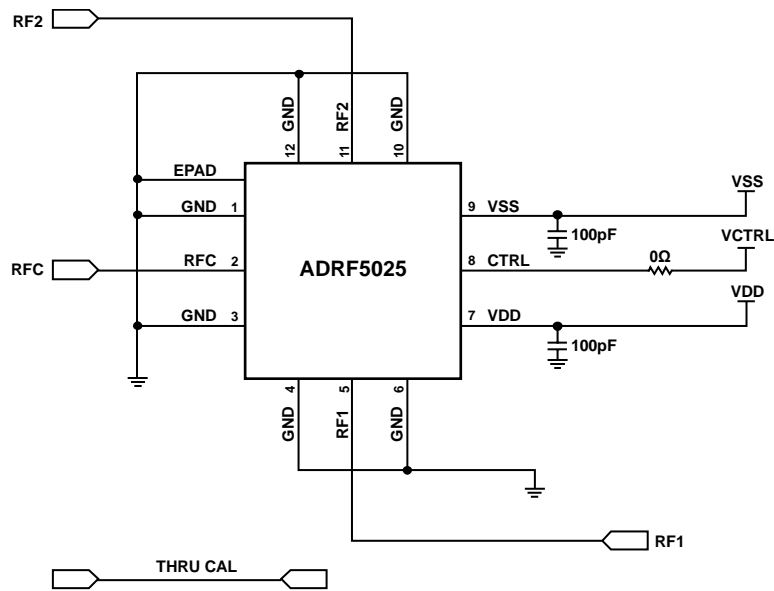 RF2
GND
RF2
GND
12
11
10
EPAD
GND 1
RFC
RFC 2
GND 3
ADRF5025
9 VSS
VSS
100pF
8 CTRL
0Ω
VCTRL
7 VDD
VDD
100pF
4
5
6
GND
RF1
GND
RF1
THRU CAL